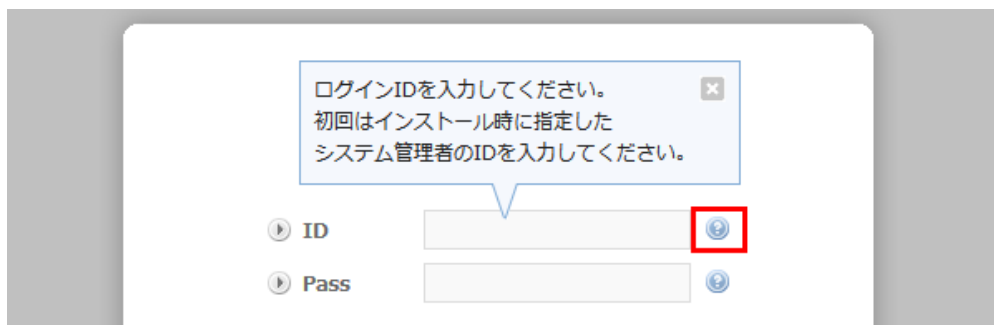 ログインIDを入力してください。
初回はインストール時に指定した
システム管理者のIDを入力してください。
ID
Pass